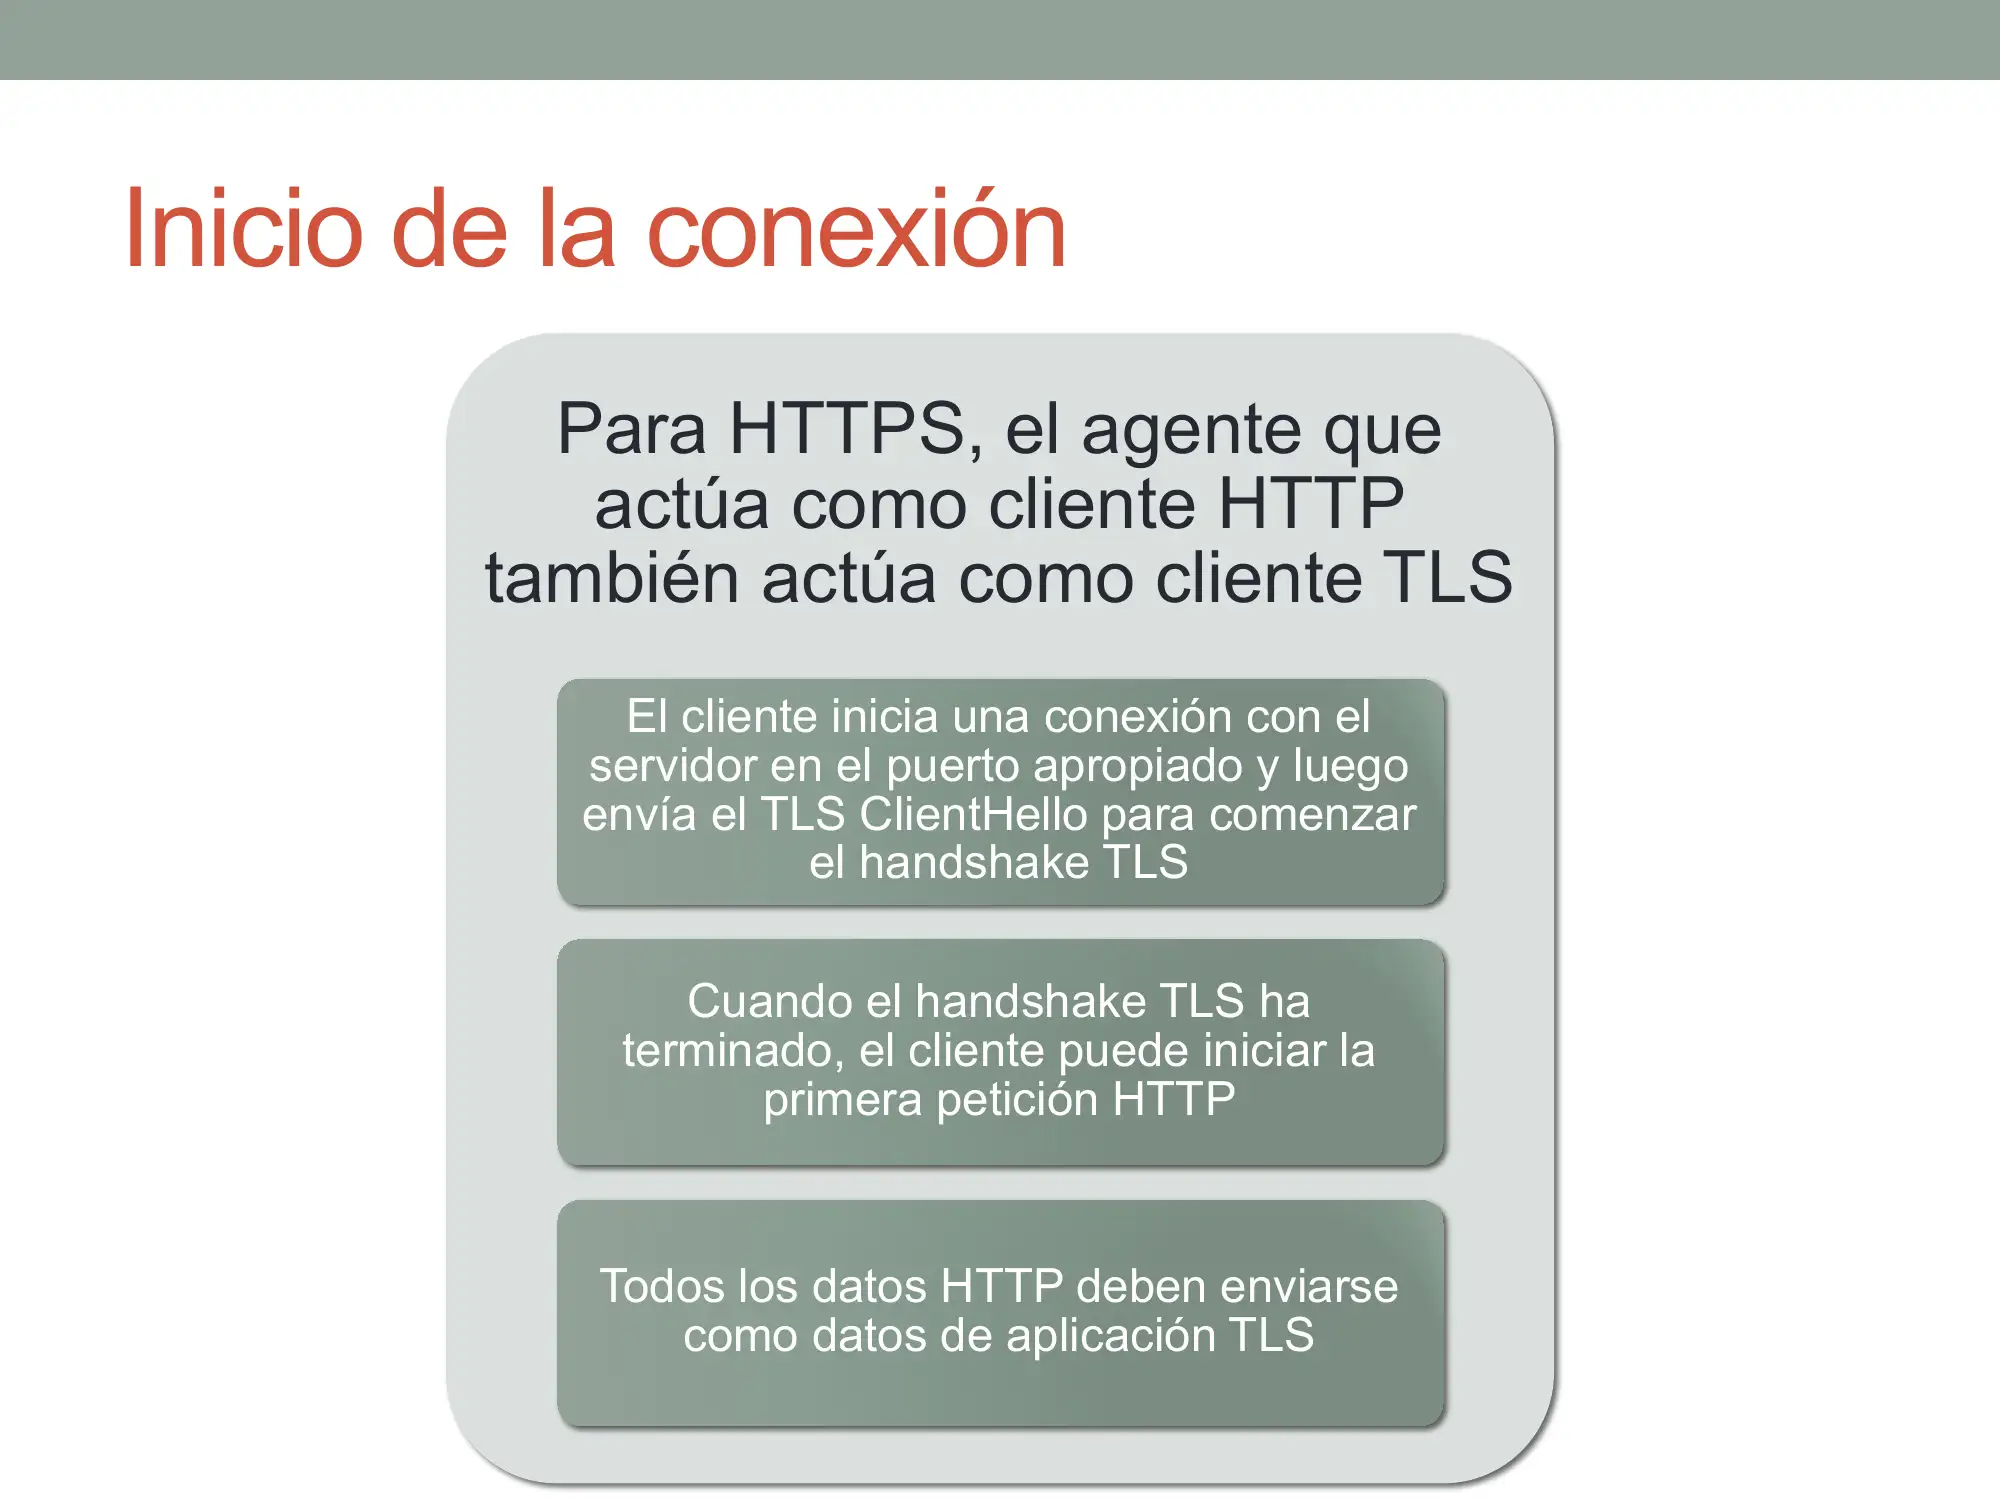 Inicio de la conexión
Para HTTPS, el agente que
actúa como cliente HTTP
también actúa como cliente TLS
El cliente inicia una conexión con el
servidor en el puerto apropiado y luego
envía el TLS ClientHello para comenzar
el handshake TLS
Cuando el handshake TLS ha
terminado, el cliente puede iniciar la
primera petición HTTP
Todos los datos HTTP deben enviarse
como datos de aplicación TLS